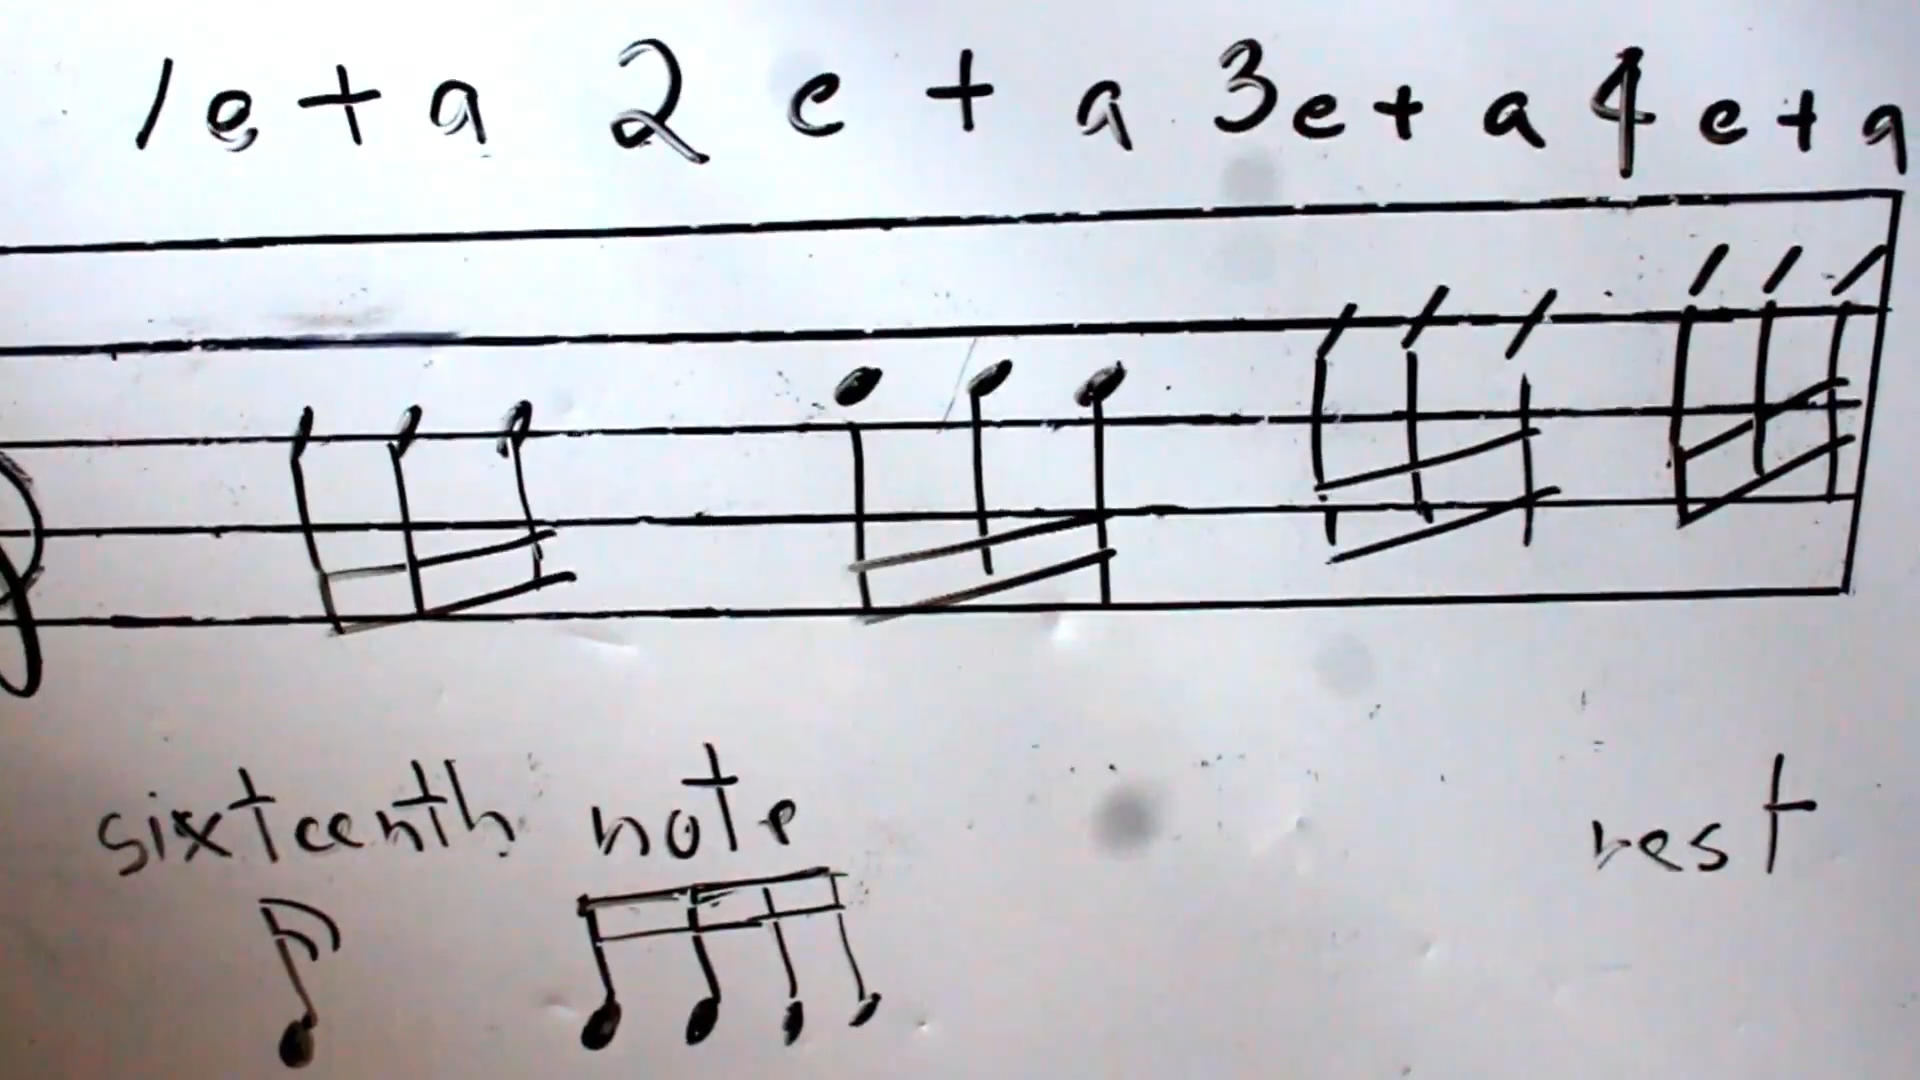 1 e + a 2 e + a 3 e + a 4 e + a
sixteenth note rest